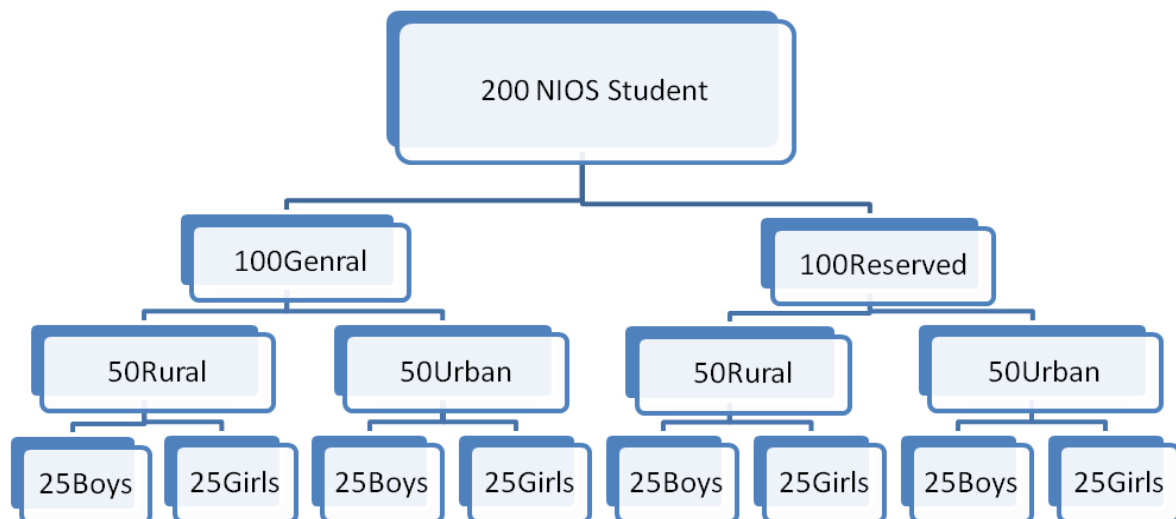 200 NIOS Student
100Genral
100Reserved
50Rural
50Urban
50Rural
50Urban
25Boys
25Girls
25Boys
25Girls
25Boys
25Girls
25Boys
25Girls